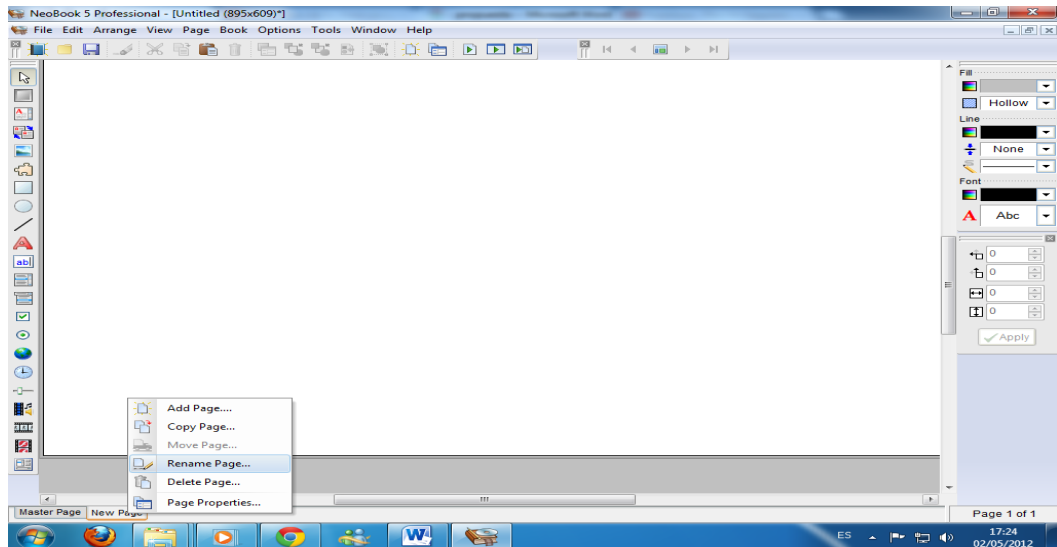 NeoBook 5 Professional - [Untitled (895x609)*]
File Edit Arrange View Page Book Options Tools Window Help
Fill
Hollow
Line
None
Font
A Abc
0
0
0
0
Apply
A
A
ab
Add Page....
Copy Page...
Move Page...
Rename Page...
Delete Page...
Page Properties...
Master Page New Page
Page 1 of 1
W
ES
17:24
02/05/2012